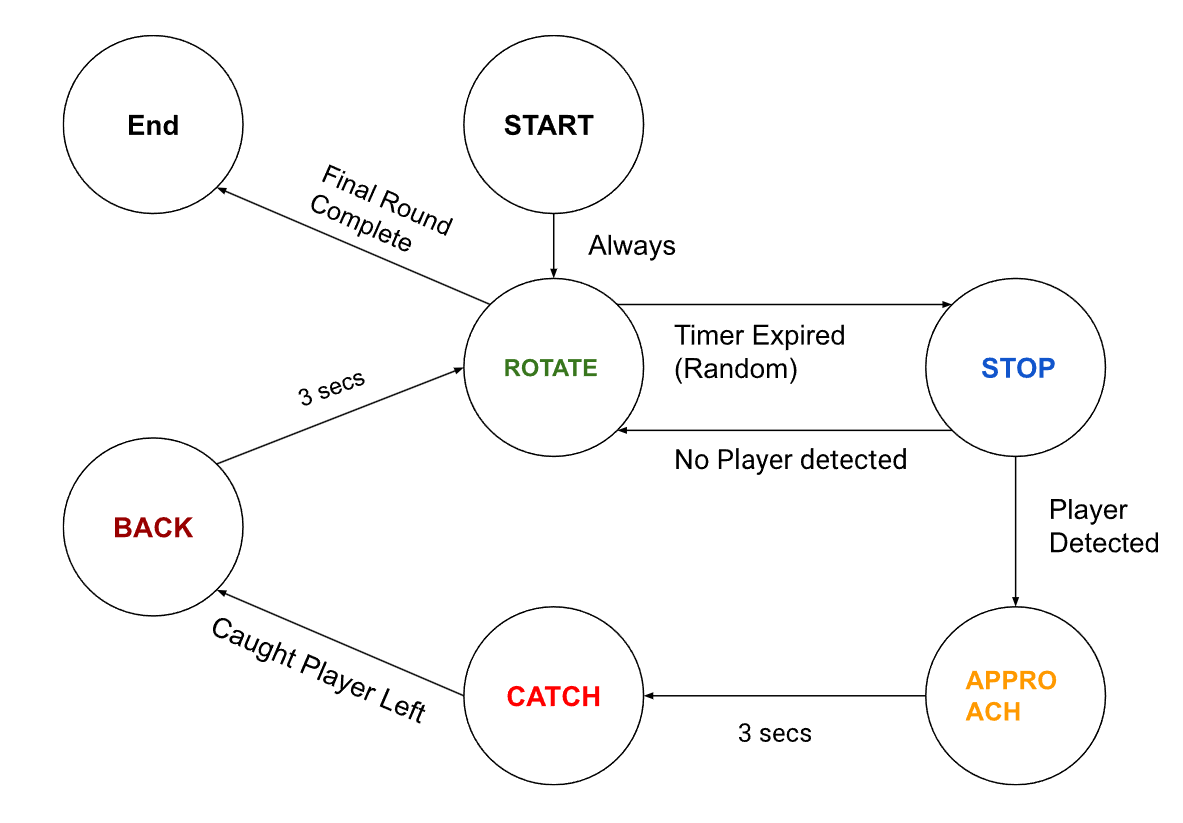 End
START
Final Round
Complete
Always
ROTATE
Timer Expired
(Random)
STOP
3 secs
No Player detected
BACK
Player
Detected
Caught Player Left
CATCH
3 secs
APPRO
ACH